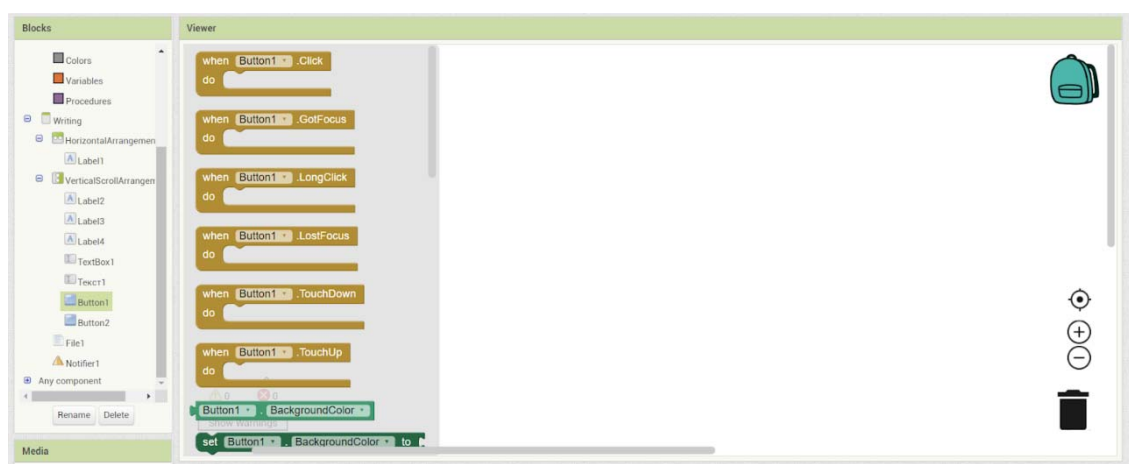 Blocks
Viewer
Colors
Variables
Procedures
Writing
HorizontalArrangemen
Label1
VerticalScrollArrangen
Label2
Label3
Label4
TextBox1
Текст1
Button1
Button2
File1
Notifier1
Any component
Rename Delete
Media
when Button1 .Click
do
when Button1 .GotFocus
do
when Button1 .LongClick
do
when Button1 .LostFocus
do
when Button1 .TouchDown
do
when Button1 .TouchUp
do
0 0
Button1 . BackgroundColor
Show Warnings
set Button1 . BackgroundColor to